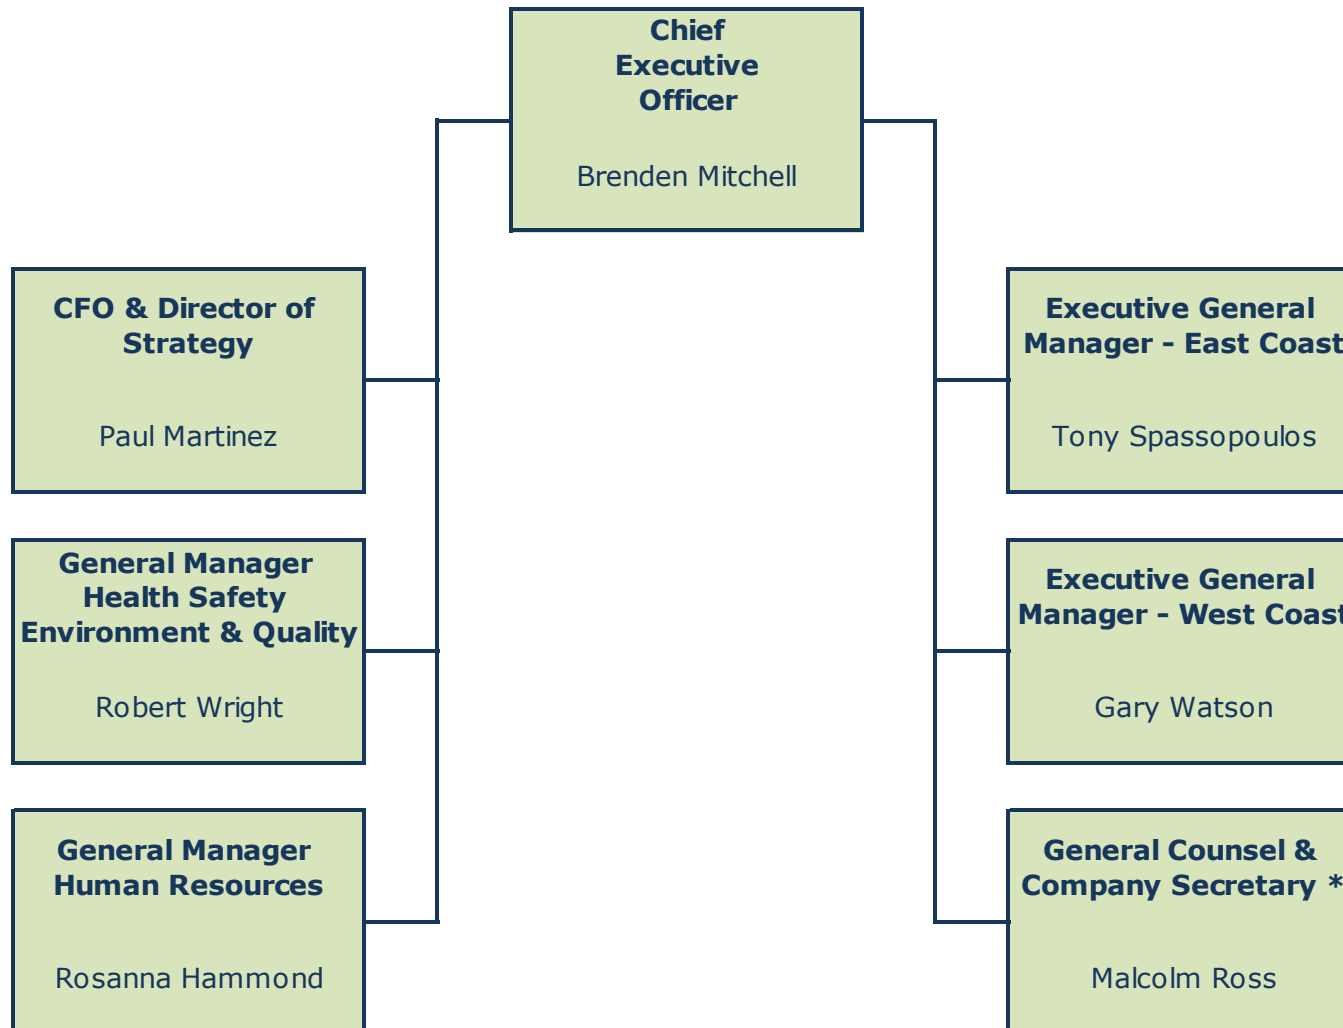 Chief
Executive
Officer
Brenden Mitchell
CFO & Director of
Strategy
Paul Martinez
Executive General
Manager - East Coast
Tony Spassopoulos
General Manager
Health Safety
Environment & Quality
Robert Wright
Executive General
Manager - West Coast
Gary Watson
General Manager
Human Resources
Rosanna Hammond
General Counsel &
Company Secretary *
Malcolm Ross